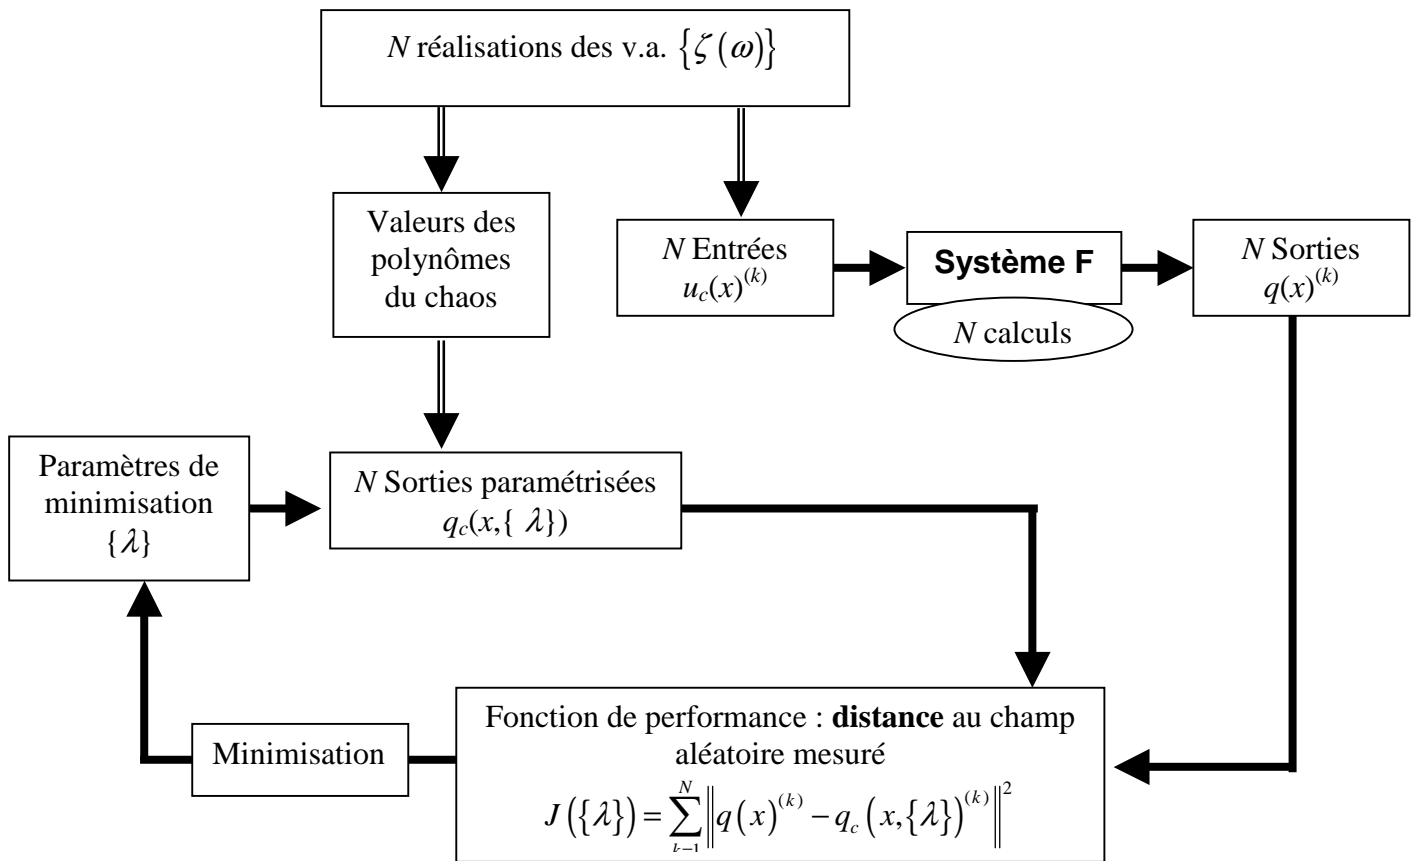 N réalisations des v.a. {ζ(ω)}
Valeurs des
polynômes
du chaos
N Entrées
u_c(x)^(k)
Système F
N calculs
N Sorties
q(x)^(k)
Paramètres de
minimisation
{λ}
N Sorties paramétrisées
q_c(x,{ λ})
Fonction de performance : distance au champ
aléatoire mesuré
J({λ}) = ∑_{k=1}^{N} ‖q(x)^(k) − q_c(x,{λ})^(k)‖^2
Minimisation